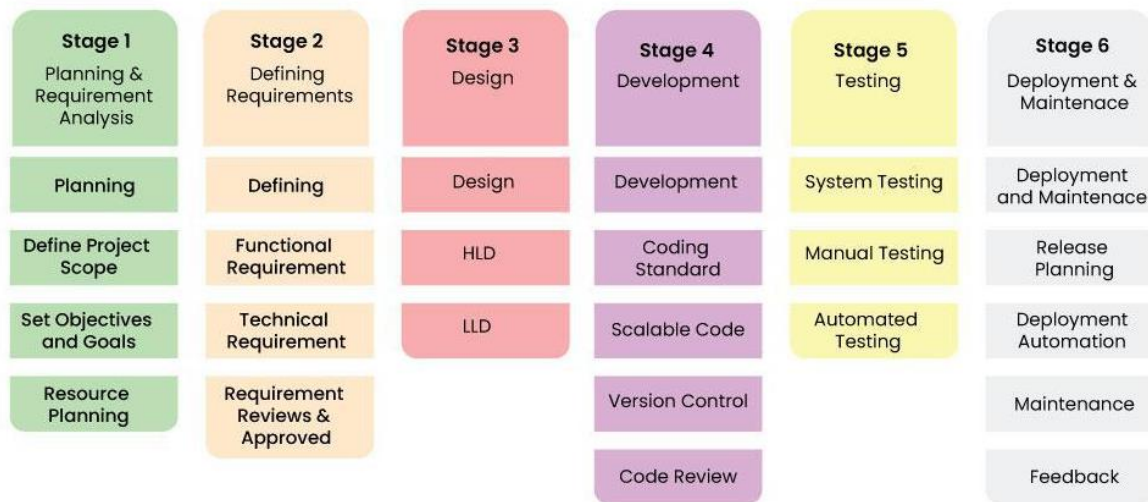 Stage 1
Planning &
Requirement
Analysis
Planning
Define Project
Scope
Set Objectives
and Goals
Resource
Planning
Stage 2
Defining
Requirements
Defining
Functional
Requirement
Technical
Requirement
Requirement
Reviews &
Approved
Stage 3
Design
Design
HLD
LLD
Stage 4
Development
Development
Coding
Standard
Scalable Code
Version Control
Code Review
Stage 5
Testing
System Testing
Manual Testing
Automated
Testing
Stage 6
Deployment &
Maintenace
Deployment
and Maintenace
Release
Planning
Deployment
Automation
Maintenance
Feedback